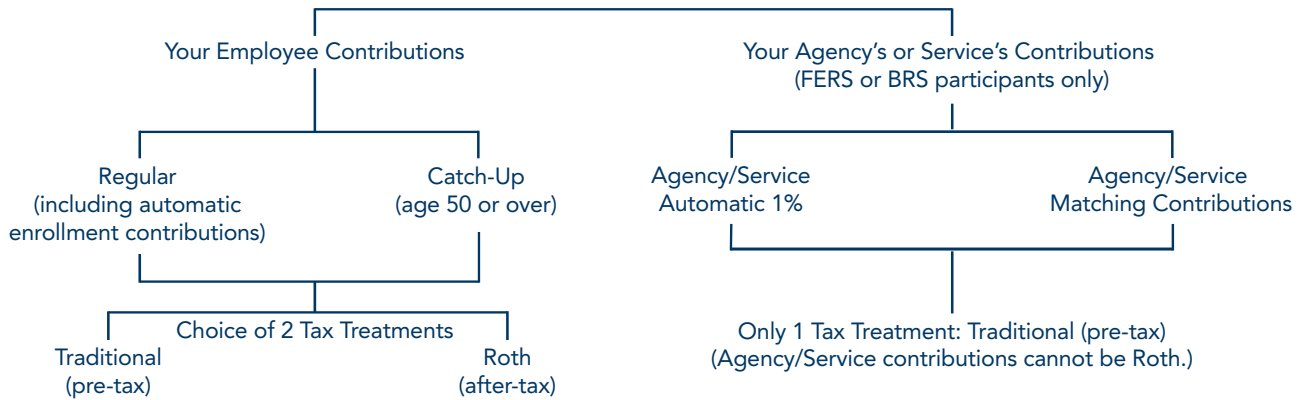 Your Employee Contributions
Your Agency’s or Service’s Contributions
(FERS or BRS participants only)
Regular
(including automatic
enrollment contributions)
Catch-Up
(age 50 or over)
Agency/Service
Automatic 1%
Agency/Service
Matching Contributions
Choice of 2 Tax Treatments
Traditional
(pre-tax)
Roth
(after-tax)
Only 1 Tax Treatment: Traditional (pre-tax)
(Agency/Service contributions cannot be Roth.)